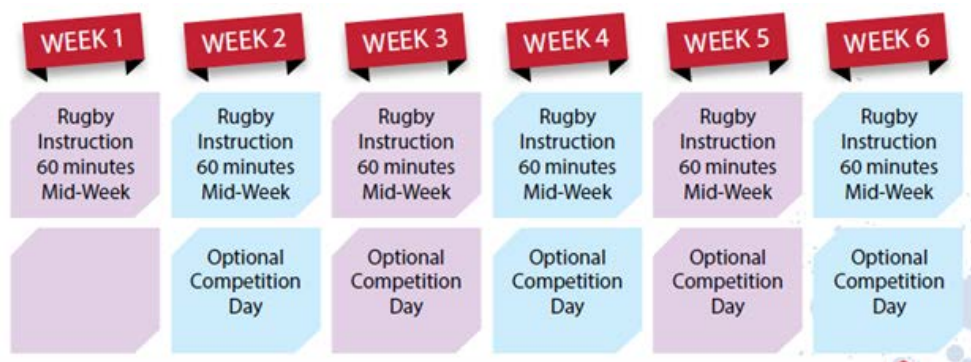 WEEK 1
WEEK 2
WEEK 3
WEEK 4
WEEK 5
WEEK 6
Rugby
Instruction
60 minutes
Mid-Week
Rugby
Instruction
60 minutes
Mid-Week
Rugby
Instruction
60 minutes
Mid-Week
Rugby
Instruction
60 minutes
Mid-Week
Rugby
Instruction
60 minutes
Mid-Week
Rugby
Instruction
60 minutes
Mid-Week
Optional
Competition
Day
Optional
Competition
Day
Optional
Competition
Day
Optional
Competition
Day
Optional
Competition
Day